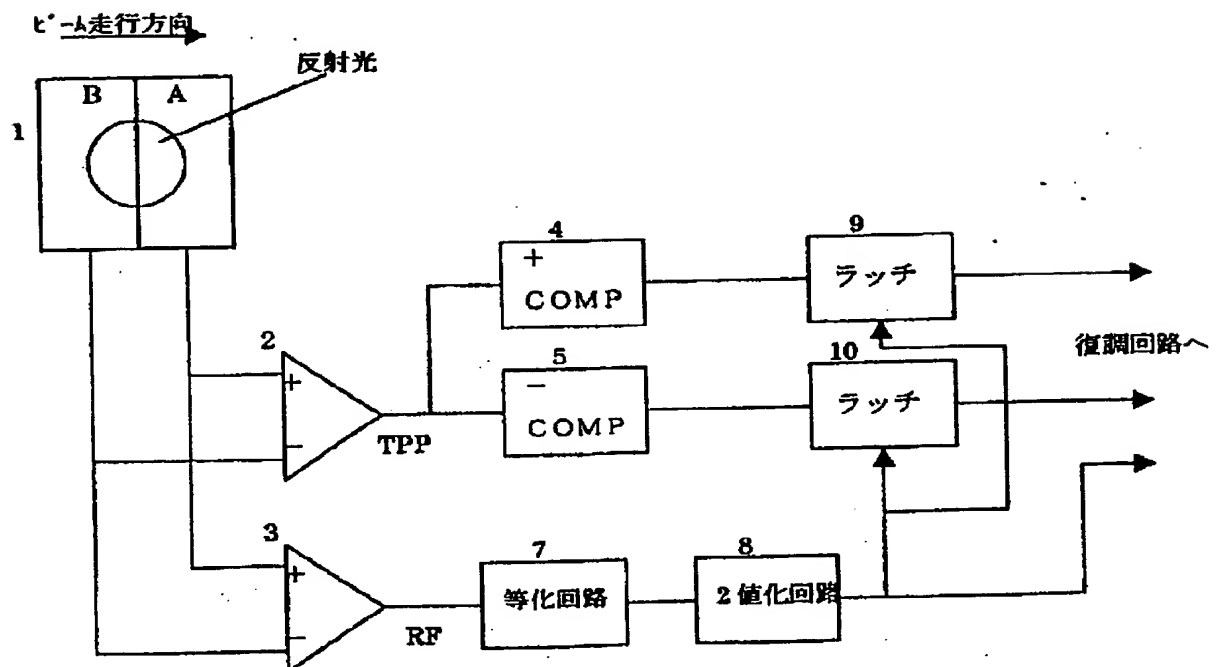 ビーム走行方向
反射光
B A
1
4
+
COMP
9
ラッチ
2
+
−
TPP
5
−
COMP
10
ラッチ
復調回路へ
3
+
−
RF
7
等化回路
8
2値化回路